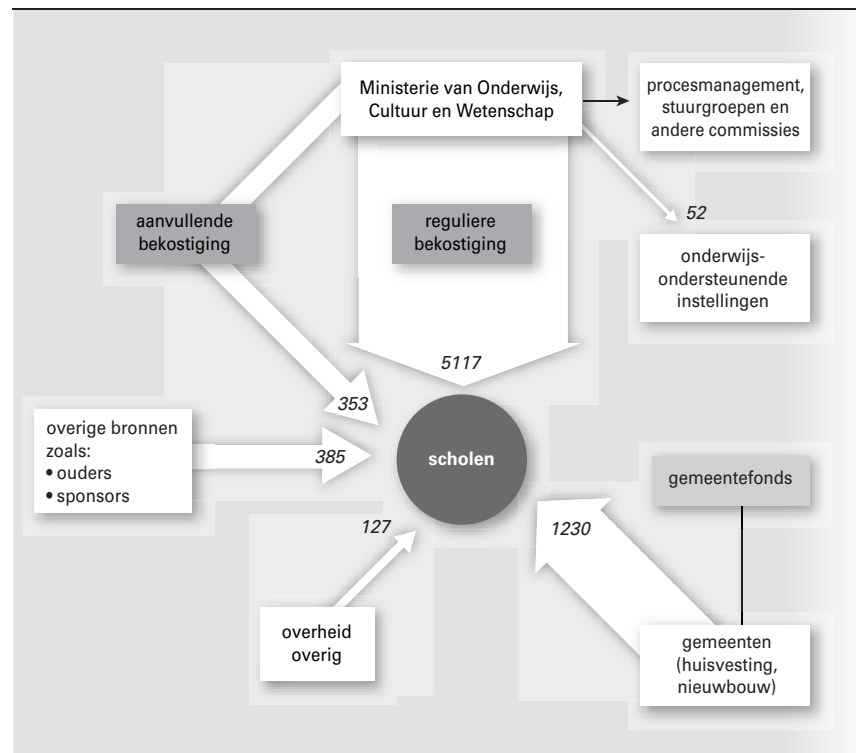 Ministerie van Onderwijs,
Cultuur en Wetenschap
procesmanagement,
stuurgroepen en
andere commissies
aanvullende
bekostiging
reguliere
bekostiging
52
onderwijs-
ondersteunende
instellingen
5117
353
overige bronnen
zoals:
• ouders
• sponsors
385
scholen
gemeentefonds
127
1230
overheid
overig
gemeenten
(huisvesting,
nieuwbouw)